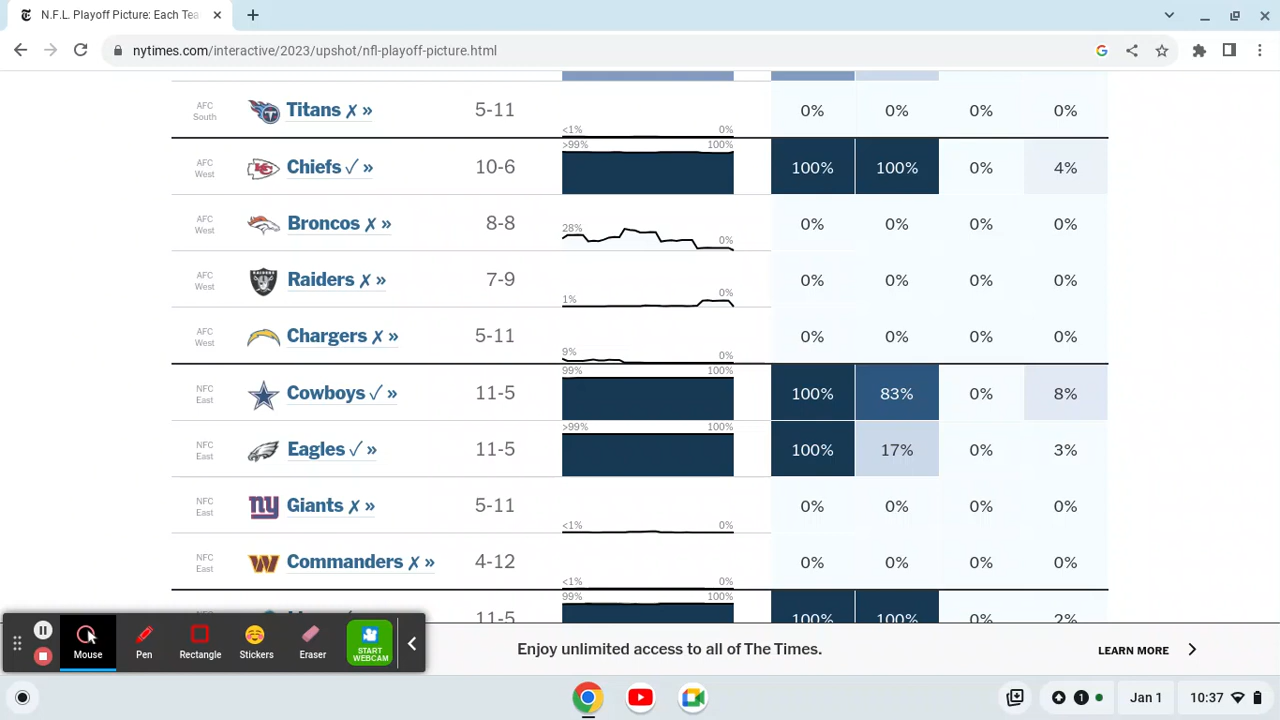 N.F.L. Playoff Picture: Each Tea
nytimes.com/interactive/2023/upshot/nfl-playoff-picture.html
AFC South Titans ✗ » 5-11 <1% 0% 0% 0% 0% 0%
AFC West Chiefs ✓ » 10-6 >99% 100% 100% 100% 0% 4%
AFC West Broncos ✗ » 8-8 28% 0% 0% 0% 0% 0%
AFC West Raiders ✗ » 7-9 1% 0% 0% 0% 0% 0%
AFC West Chargers ✗ » 5-11 9% 0% 0% 0% 0% 0%
NFC East Cowboys ✓ » 11-5 99% 100% 100% 83% 0% 8%
NFC East Eagles ✓ » 11-5 >99% 100% 100% 17% 0% 3%
NFC East Giants ✗ » 5-11 <1% 0% 0% 0% 0% 0%
NFC East Commanders ✗ » 4-12 <1% 0% 0% 0% 0% 0%
11-5 99% 100% 100% 100% 0% 2%
Mouse Pen Rectangle Stickers Eraser START WEBCAM
Enjoy unlimited access to all of The Times. LEARN MORE
1 Jan 1 10:37